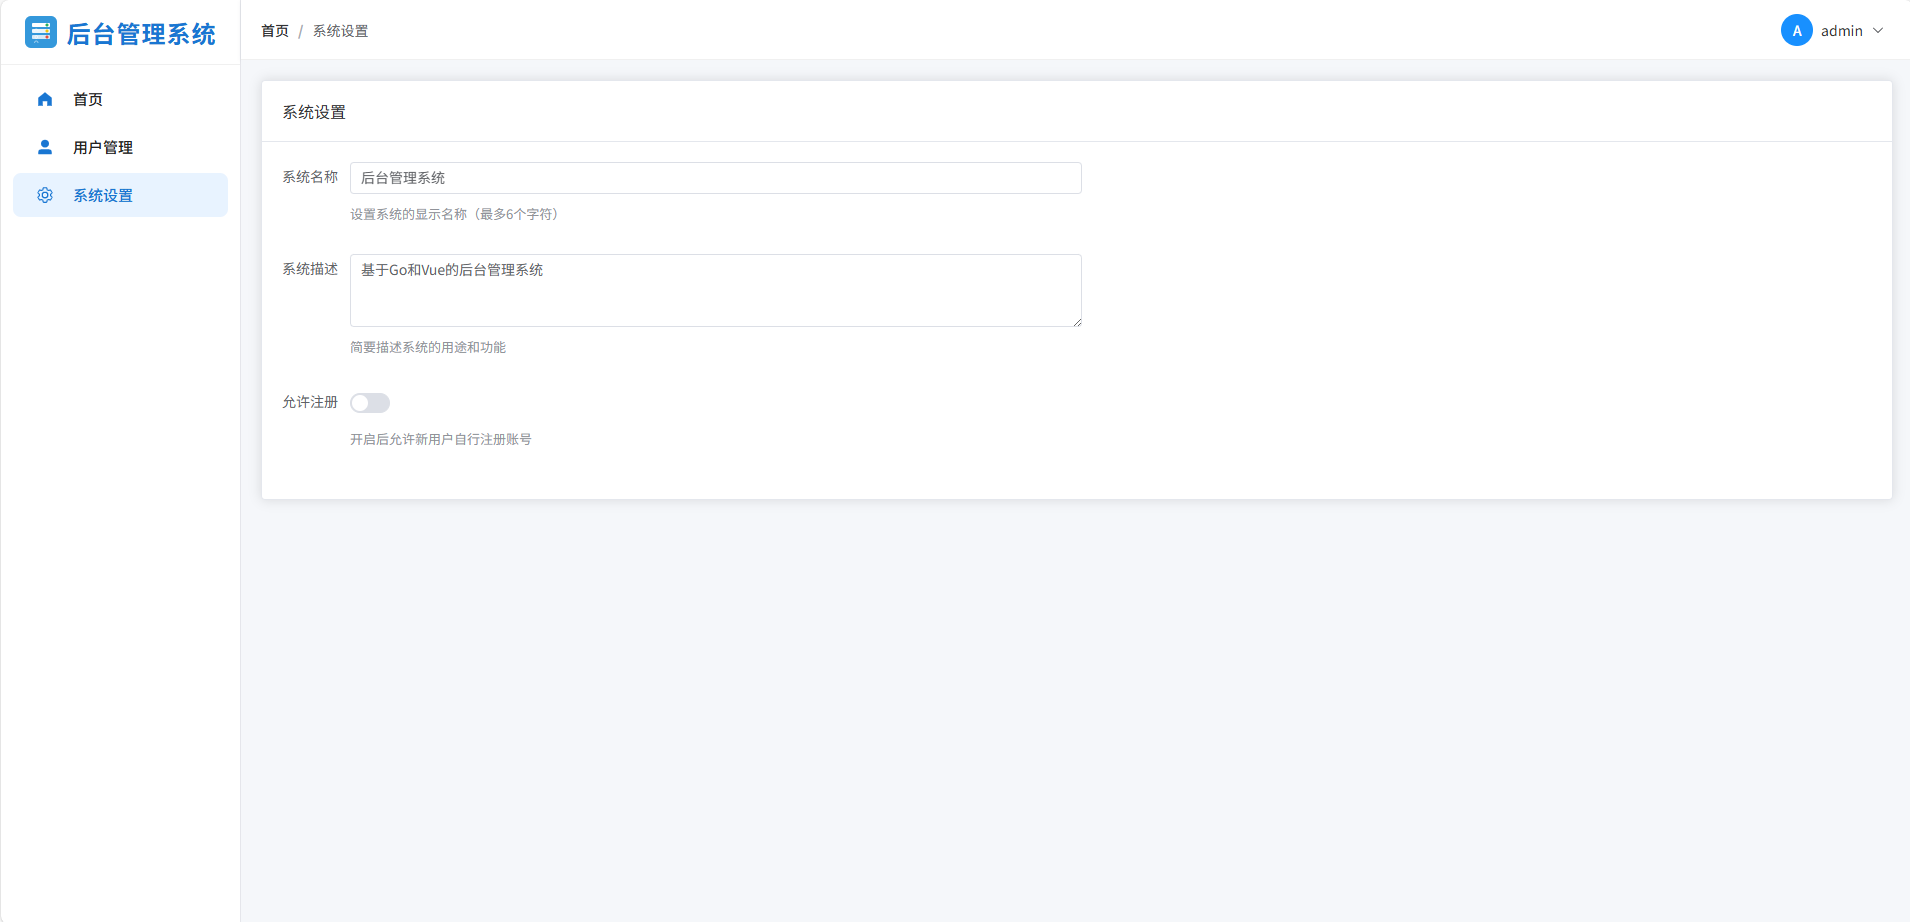 后台管理系统
首页 / 系统设置
A admin
首页
用户管理
系统设置
系统设置
系统名称 后台管理系统
设置系统的显示名称（最多6个字符）
系统描述 基于Go和Vue的后台管理系统
简要描述系统的用途和功能
允许注册
开启后允许新用户自行注册账号